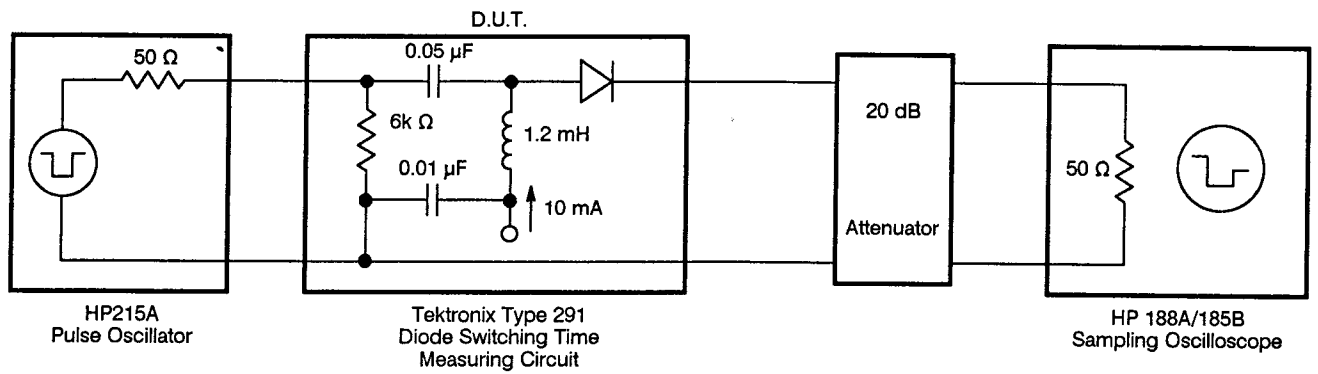 D.U.T.
50 Ω
0.05 µF
6k Ω
1.2 mH
0.01 µF
10 mA
20 dB
Attenuator
50 Ω
HP215A
Pulse Oscillator
Tektronix Type 291
Diode Switching Time
Measuring Circuit
HP 188A/185B
Sampling Oscilloscope